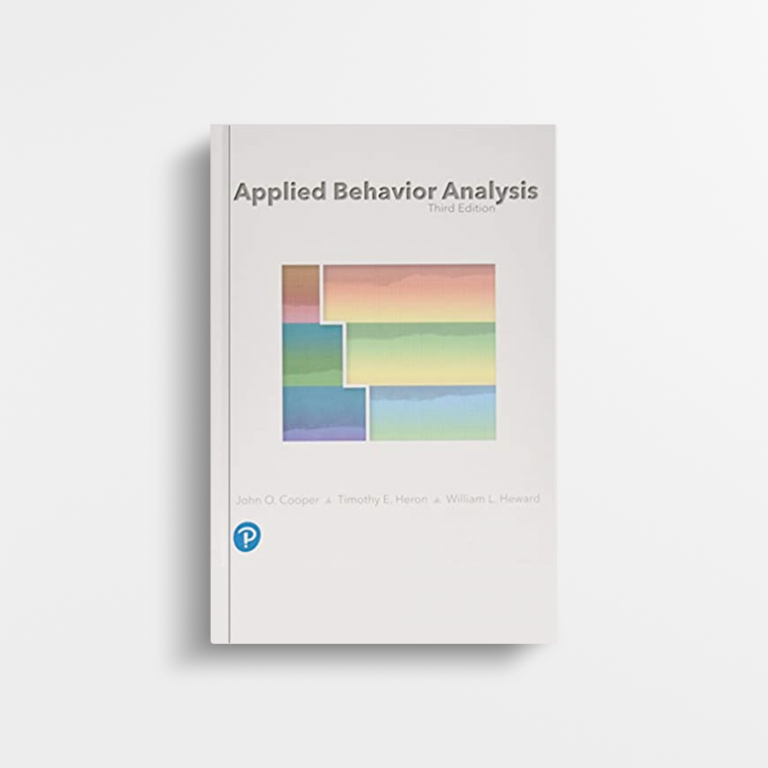 Applied Behavior Analysis
Third Edition
John O. Cooper ▲ Timothy E. Heron ▲ William L. Heward
P